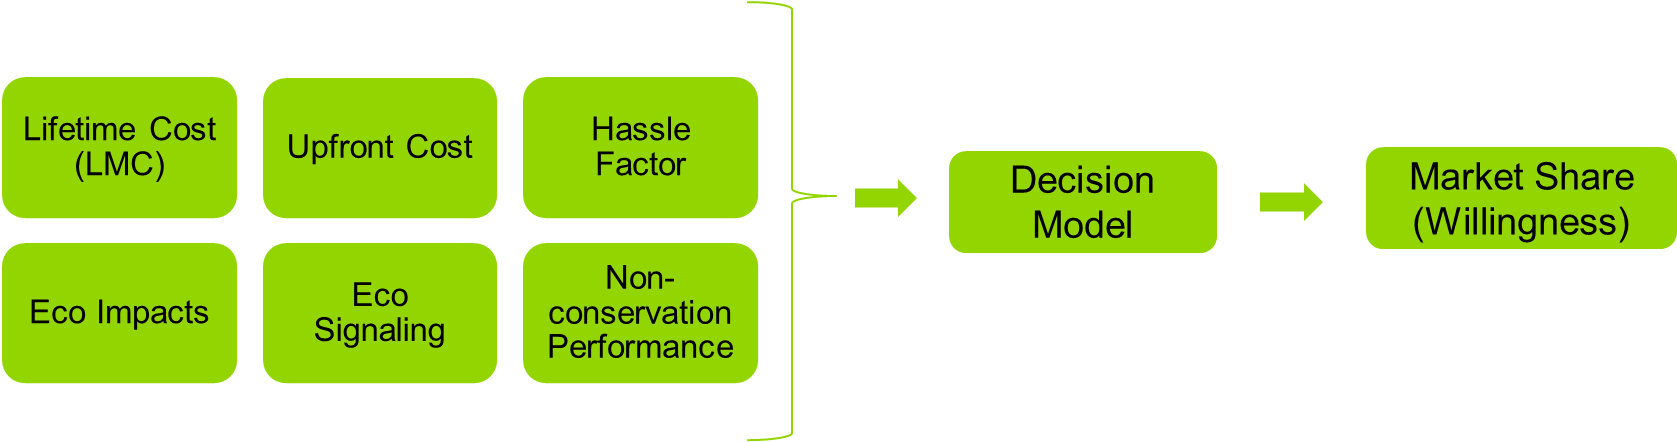 Lifetime Cost
(LMC)
Upfront Cost
Hassle
Factor
Eco Impacts
Eco
Signaling
Non-
conservation
Performance
Decision
Model
Market Share
(Willingness)